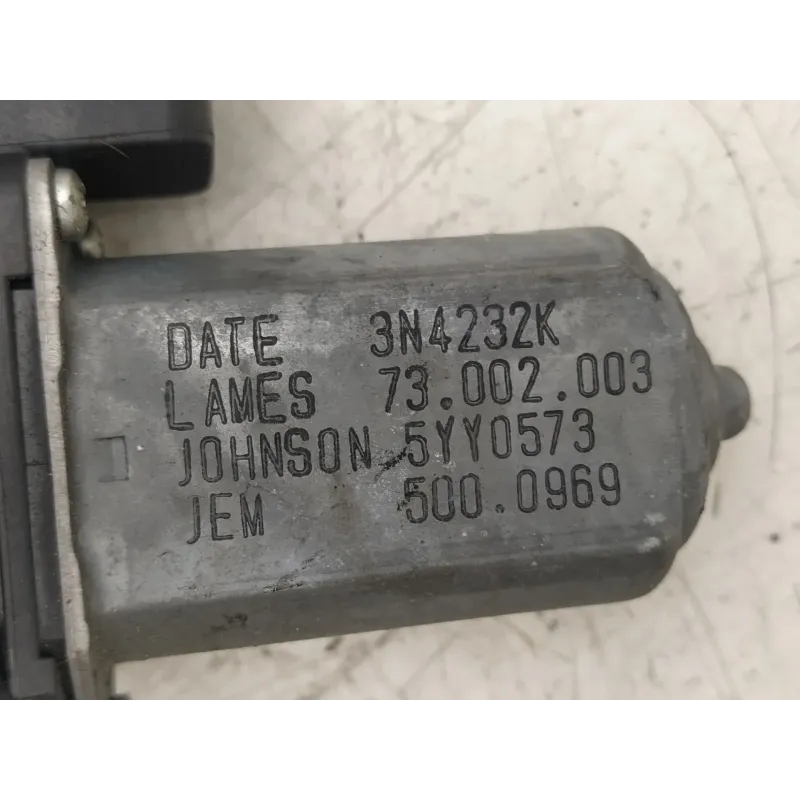 DATE 3N4232K
LAMES 73.002.003
JOHNSON 5YY0573
JEM 500.0969